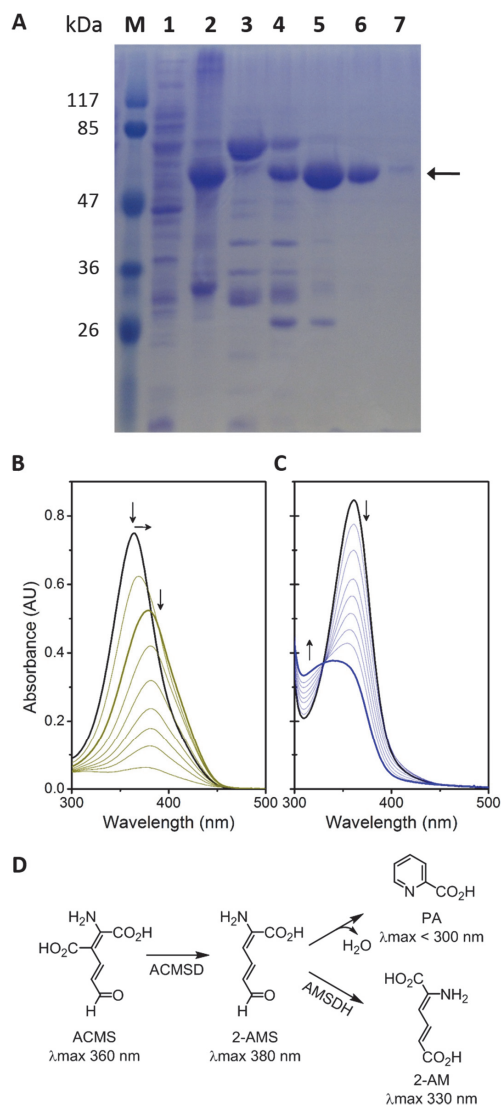 A
kDa M 1 2 3 4 5 6 7
117
85
47
36
26
B
C
0.8
0.6
0.4
0.2
0.0
Absorbance (AU)
300 400 500
300 400 500
Wavelength (nm)
Wavelength (nm)
D
H₂N
CO₂H
HO₂C
H
O
ACMS
λmax 360 nm
ACMSD
H₂N
CO₂H
H
O
2-AMS
λmax 380 nm
H₂O
N
CO₂H
PA
λmax < 300 nm
AMSDH
HO₂C
NH₂
CO₂H
2-AM
λmax 330 nm